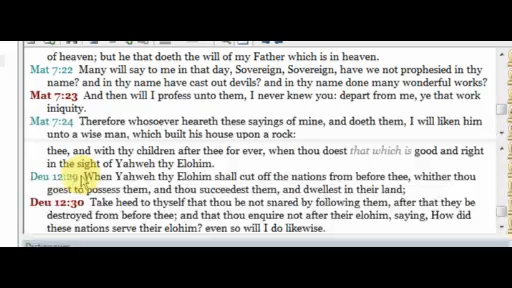 of heaven; but he that doeth the will of my Father which is in heaven.
Mat 7:22 Many will say to me in that day, Sovereign, Sovereign, have we not prophesied in thy
name? and in thy name have cast out devils? and in thy name done many wonderful works?
Mat 7:23 And then will I profess unto them, I never knew you: depart from me, ye that work
iniquity.
Mat 7:24 Therefore whosoever heareth these sayings of mine, and doeth them, I will liken him
unto a wise man, which built his house upon a rock:
thee, and with thy children after thee for ever, when thou doest that which is good and right
in the sight of Yahweh thy Elohim.
Deu 12:29 When Yahweh thy Elohim shall cut off the nations from before thee, whither thou
goest to possess them, and thou succeedest them, and dwellest in their land;
Deu 12:30 Take heed to thyself that thou be not snared by following them, after that they be
destroyed from before thee; and that thou enquire not after their elohim, saying, How did
these nations serve their elohim? even so will I do likewise.